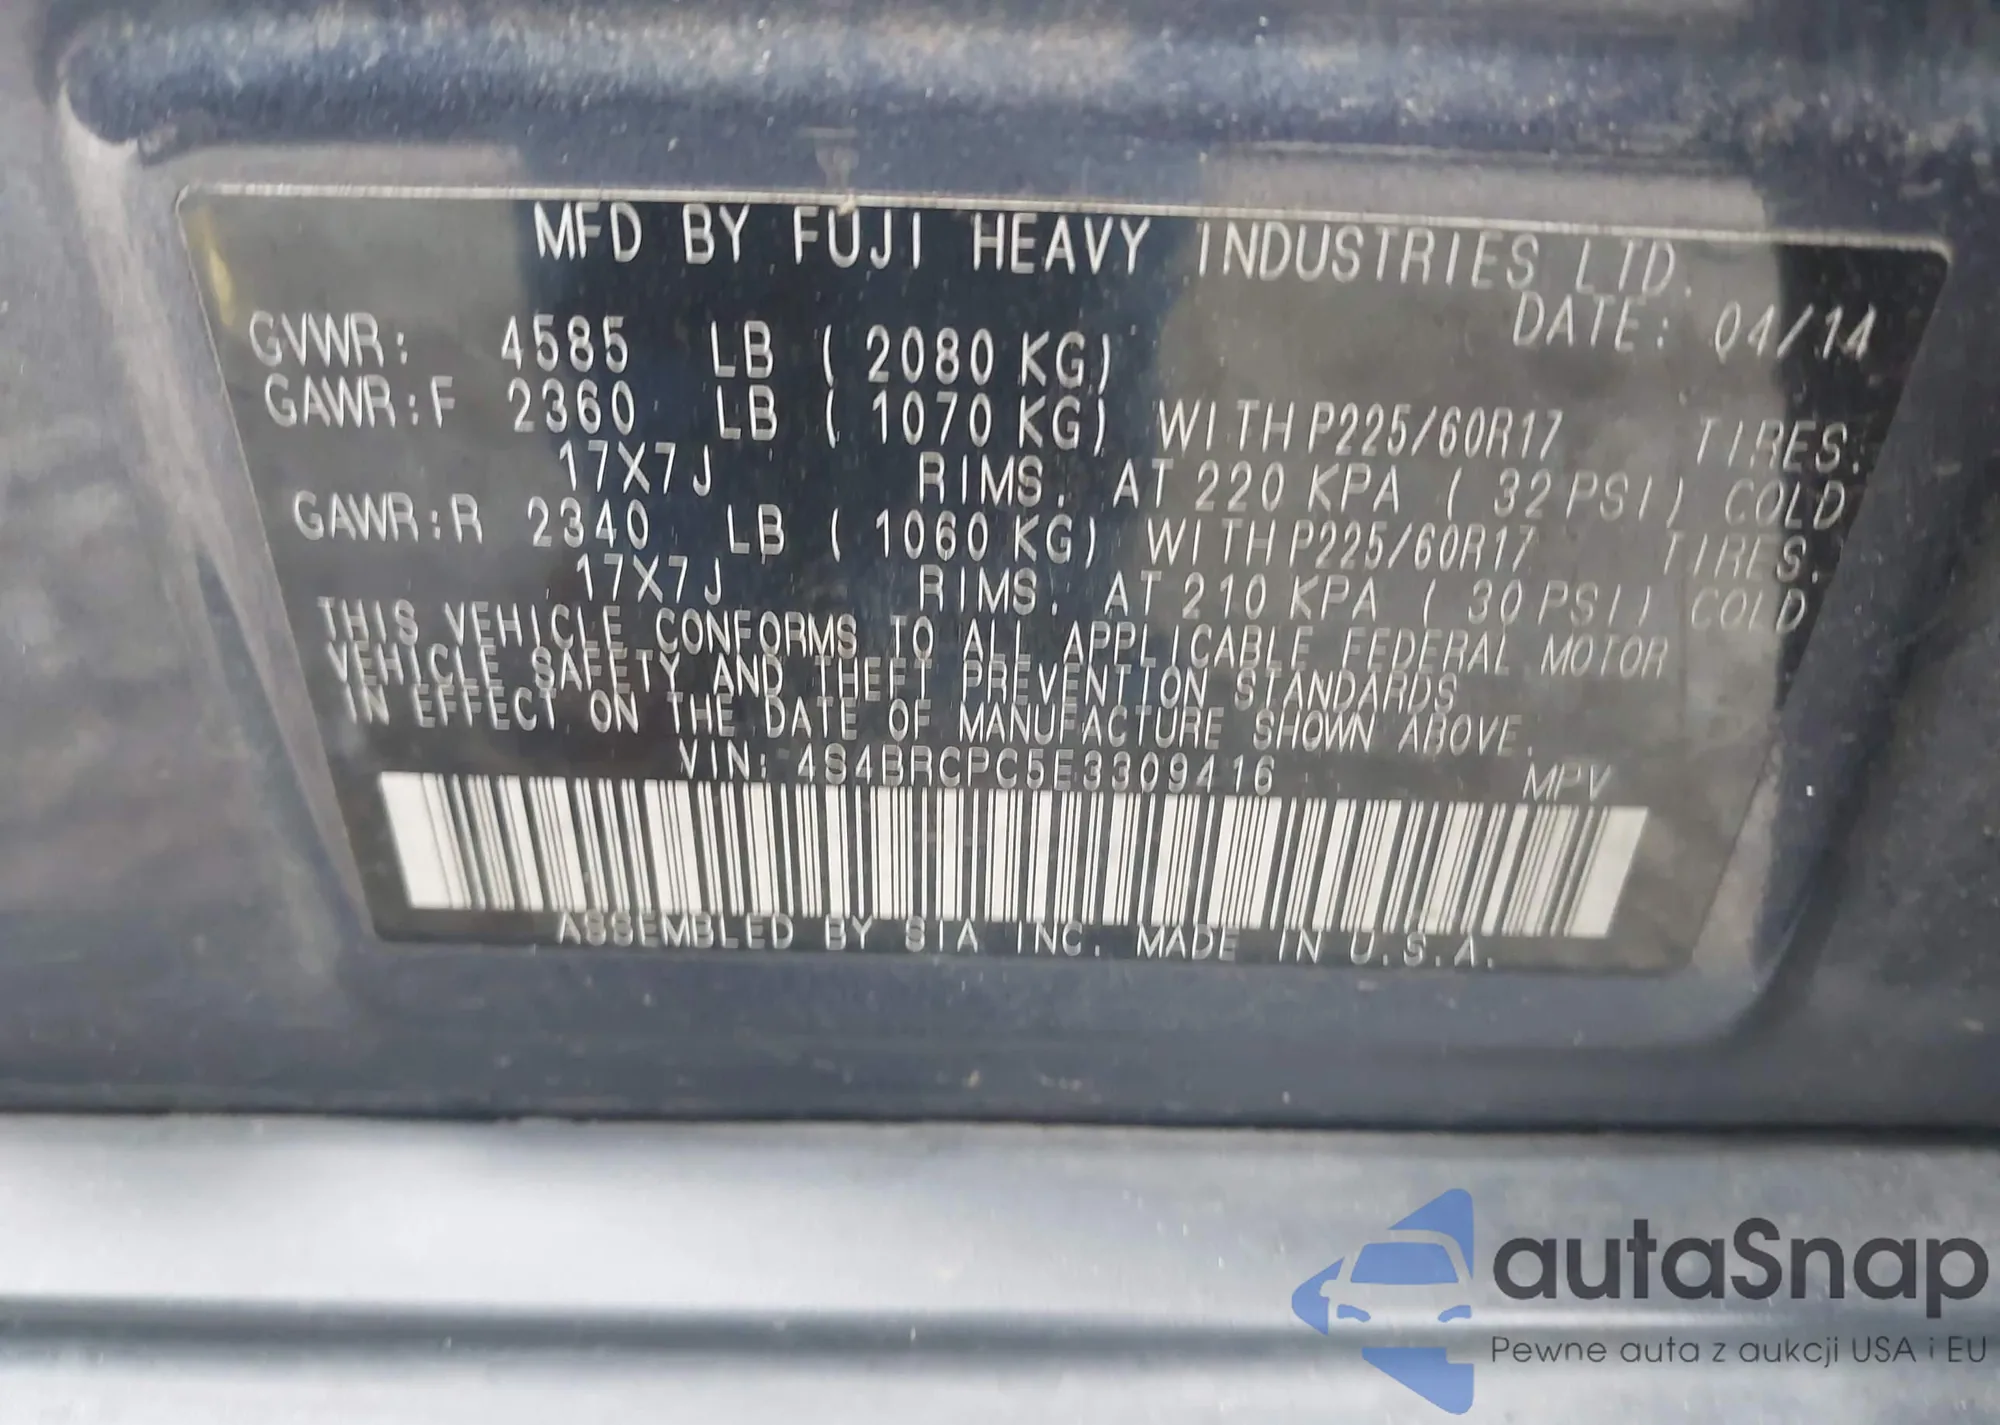 MFD BY FUJI HEAVY INDUSTRIES LTD.
DATE: 04/14
GVWR: 4585 LB ( 2080 KG)
GAWR:F 2360 LB ( 1070 KG) WITH P225/60R17 TIRES.
17X7J RIMS. AT 220 KPA ( 32 PSI) COLD
GAWR:R 2340 LB ( 1060 KG) WITH P225/60R17 TIRES.
17X7J RIMS. AT 210 KPA ( 30 PSI) COLD
THIS VEHICLE CONFORMS TO ALL APPLICABLE FEDERAL MOTOR
VEHICLE SAFETY AND THEFT PREVENTION STANDARDS
IN EFFECT ON THE DATE OF MANUFACTURE SHOWN ABOVE.
VIN: 4S4BRCPC5E3309416 MPV
ASSEMBLED BY SIA INC. MADE IN U.S.A.
autaSnap
Pewne auta z aukcji USA i EU